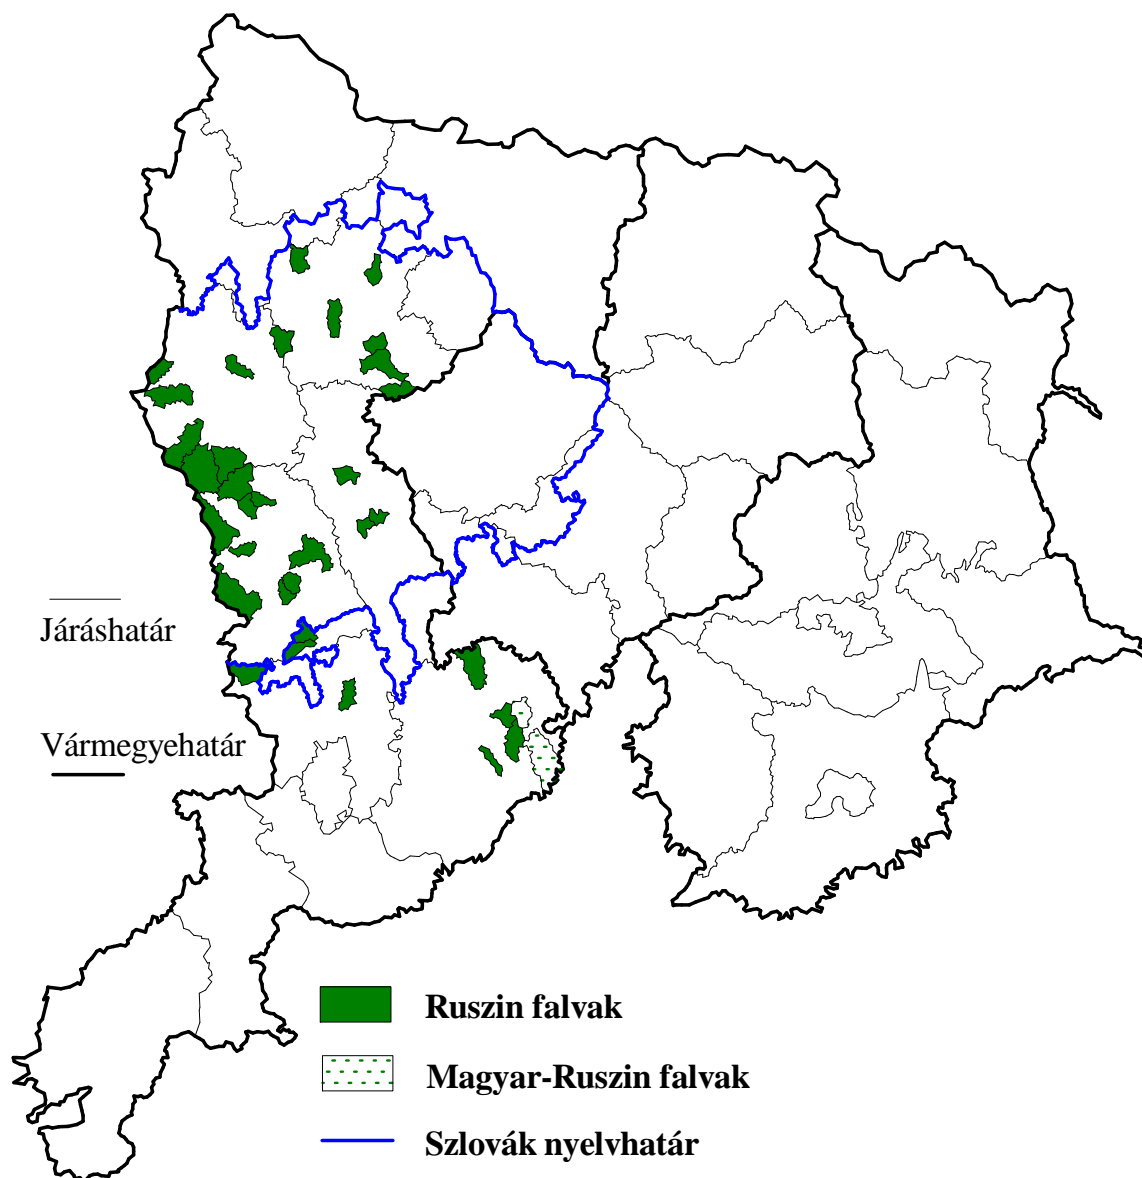 Járáshatár
Vármegyehatár
Ruszin falvak
Magyar-Ruszin falvak
Szlovák nyelvhatár